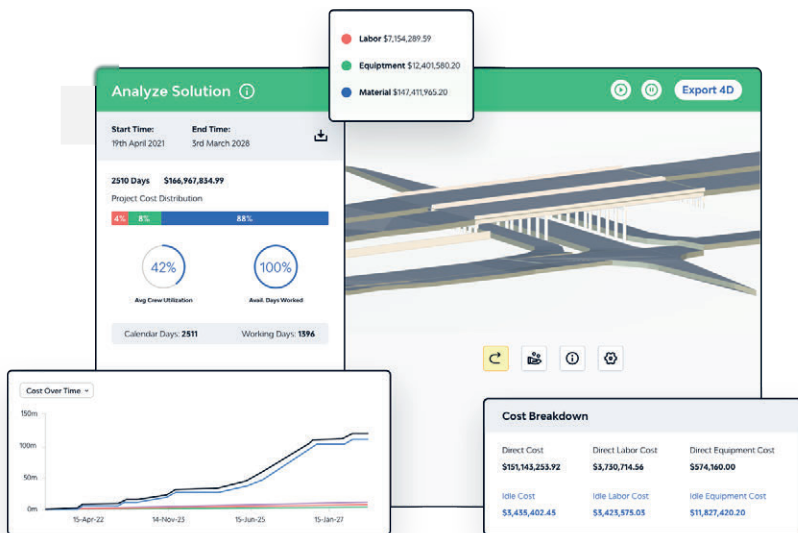 Labor $7,154,289.59
Equiptment $12,401,580.20
Material $147,411,965.20
Analyze Solution
Export 4D
Start Time: End Time:
19th April 2021 3rd March 2028
2510 Days $166,967,834.99
Project Cost Distribution
4% 8% 88%
42% 100%
Avg Crew Utilization Avail. Days Worked
Calendar Days: 2511 Working Days: 1396
Cost Over Time
150m
100m
50m
0m
15-Apr-22 14-Nov-23 15-Jun-25 15-Jan-27
Cost Breakdown
Direct Cost Direct Labor Cost Direct Equipment Cost
$151,143,253.92 $3,730,714.56 $574,160.00
Idle Cost Idle Labor Cost Idle Equipment Cost
$3,435,402.45 $3,423,575.03 $11,827,420.20